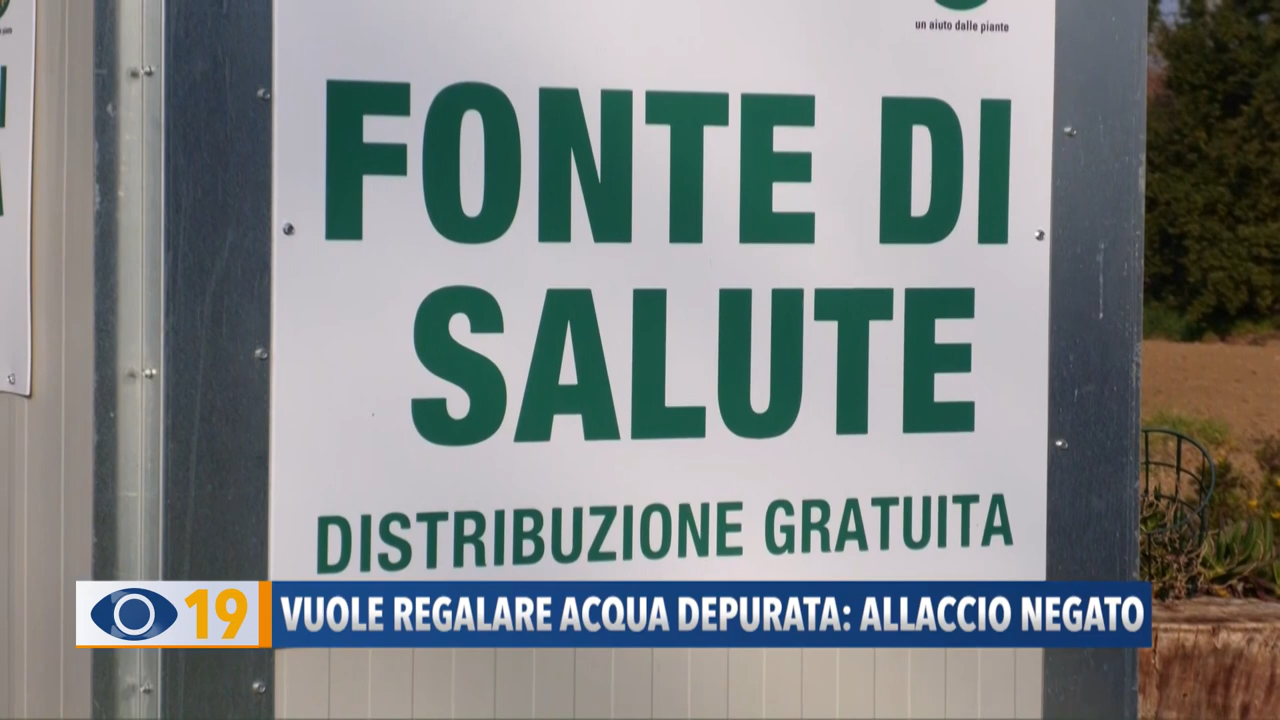 un aiuto dalle piante
FONTE DI
SALUTE
DISTRIBUZIONE GRATUITA
19 VUOLE REGALARE ACQUA DEPURATA: ALLACCIO NEGATO